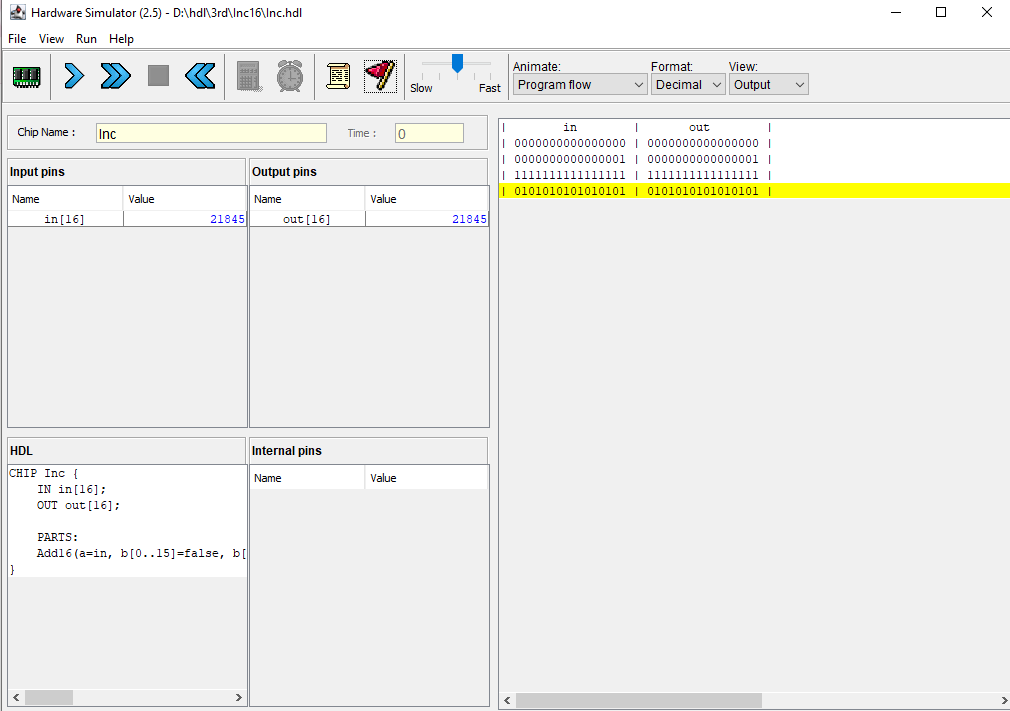 Hardware Simulator (2.5) - D:\hdl\3rd\Inc16\Inc.hdl
File View Run Help
Slow Fast
Animate: Format: View:
Program flow Decimal Output
Chip Name : Inc Time : 0
Input pins Output pins
Name Value Name Value
in[16] 21845 out[16] 21845
| in | out |
| 0000000000000000 | 0000000000000000 |
| 0000000000000001 | 0000000000000001 |
| 1111111111111111 | 1111111111111111 |
| 0101010101010101 | 0101010101010101 |
HDL Internal pins
Name Value
CHIP Inc {
IN in[16];
OUT out[16];
PARTS:
Add16(a=in, b[0..15]=false, b[
}